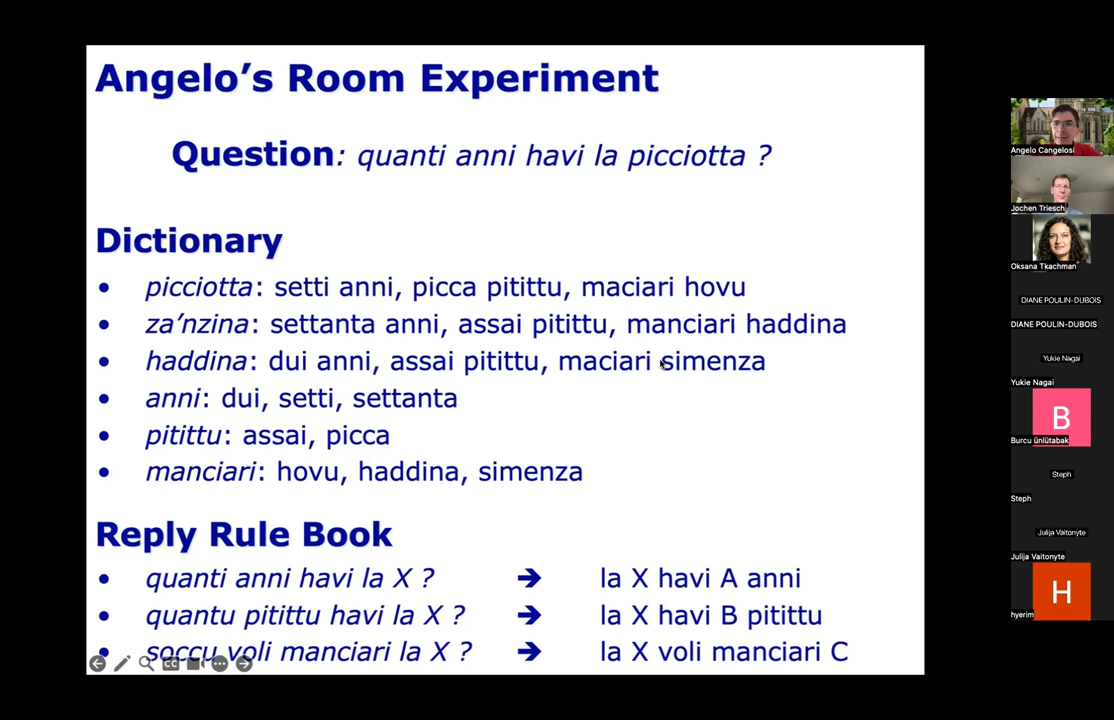 Angelo's Room Experiment
Question: quanti anni havi la picciotta ?
Dictionary
• picciotta: setti anni, picca pitittu, maciari hovu
• za'nzina: settanta anni, assai pitittu, manciari haddina
• haddina: dui anni, assai pitittu, maciari simenza
• anni: dui, setti, settanta
• pitittu: assai, picca
• manciari: hovu, haddina, simenza
Reply Rule Book
• quanti anni havi la X ? ➔ la X havi A anni
• quantu pitittu havi la X ? ➔ la X havi B pitittu
• soccu voli manciari la X ? ➔ la X voli manciari C
CC
Angelo Cangelosi
Jochen Triesch
Oksana Tkachman
DIANE POULIN-DUBOIS
DIANE POULIN-DUBOIS
Yukie Nagai
Yukie Nagai
B
Burcu ünlütabak
Steph
Steph
Julija Vaitonyte
Julija Vaitonyte
H
hyerim